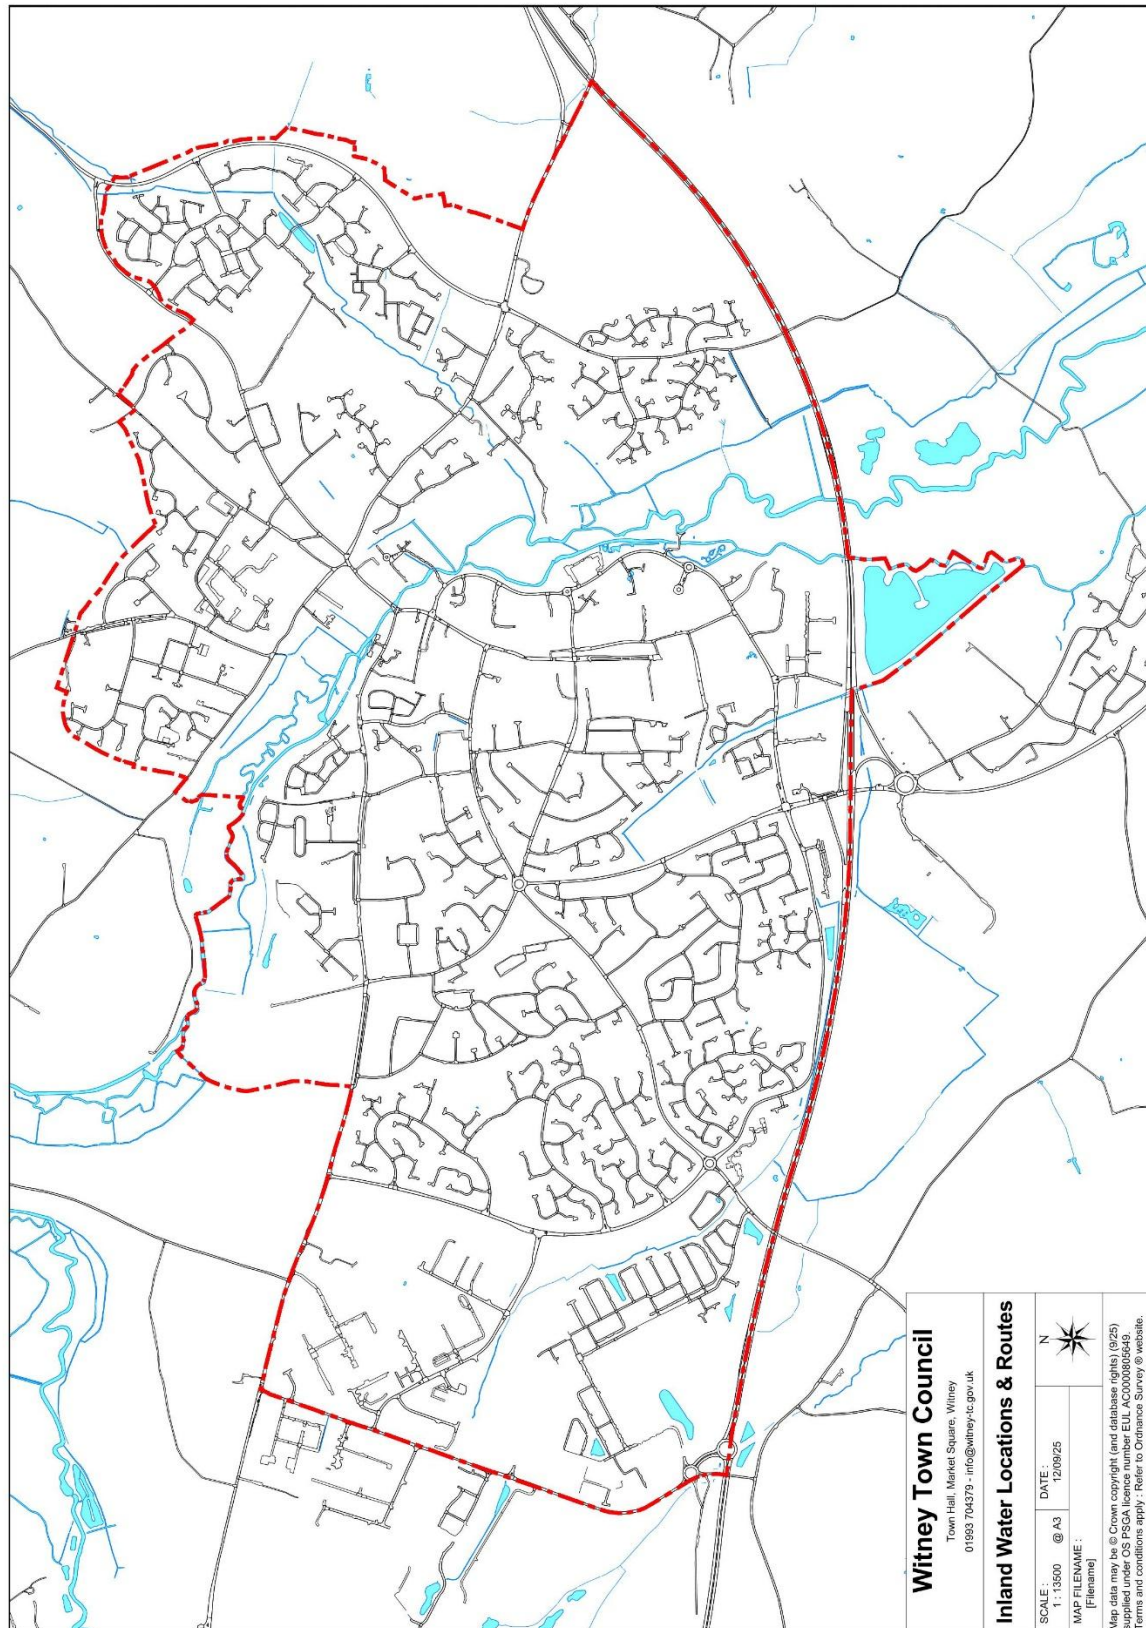 Witney Town Council
Town Hall, Market Square, Witney
01993 704379 - info@witney-tc.gov.uk
Inland Water Locations & Routes
SCALE :
1 : 13500 @ A3
DATE :
12/09/25
N
MAP FILENAME :
[Filename]
Map data may be © Crown copyright (and database rights) (9/25)
supplied under OS PSGA licence number EUL AC0000805649.
Terms and conditions apply : Refer to Ordnance Survey ® website.